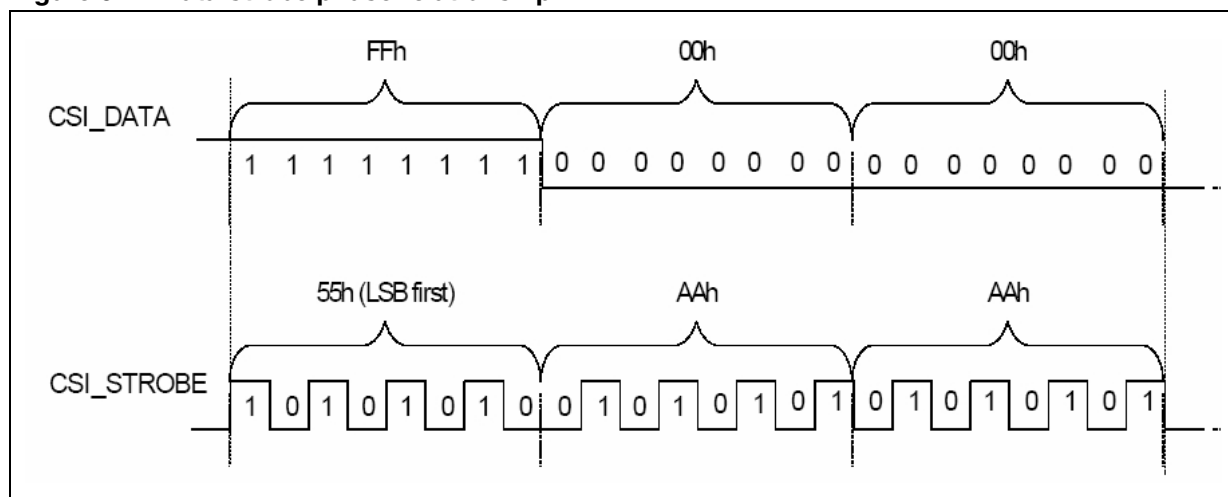 FFh 00h 00h
CSI_DATA
1 1 1 1 1 1 1 1 0 0 0 0 0 0 0 0 0 0 0 0 0 0 0 0
55h (LSB first) AAh AAh
CSI_STROBE
1 0 1 0 1 0 1 0 0 1 0 1 0 1 0 1 0 1 0 1 0 1 0 1